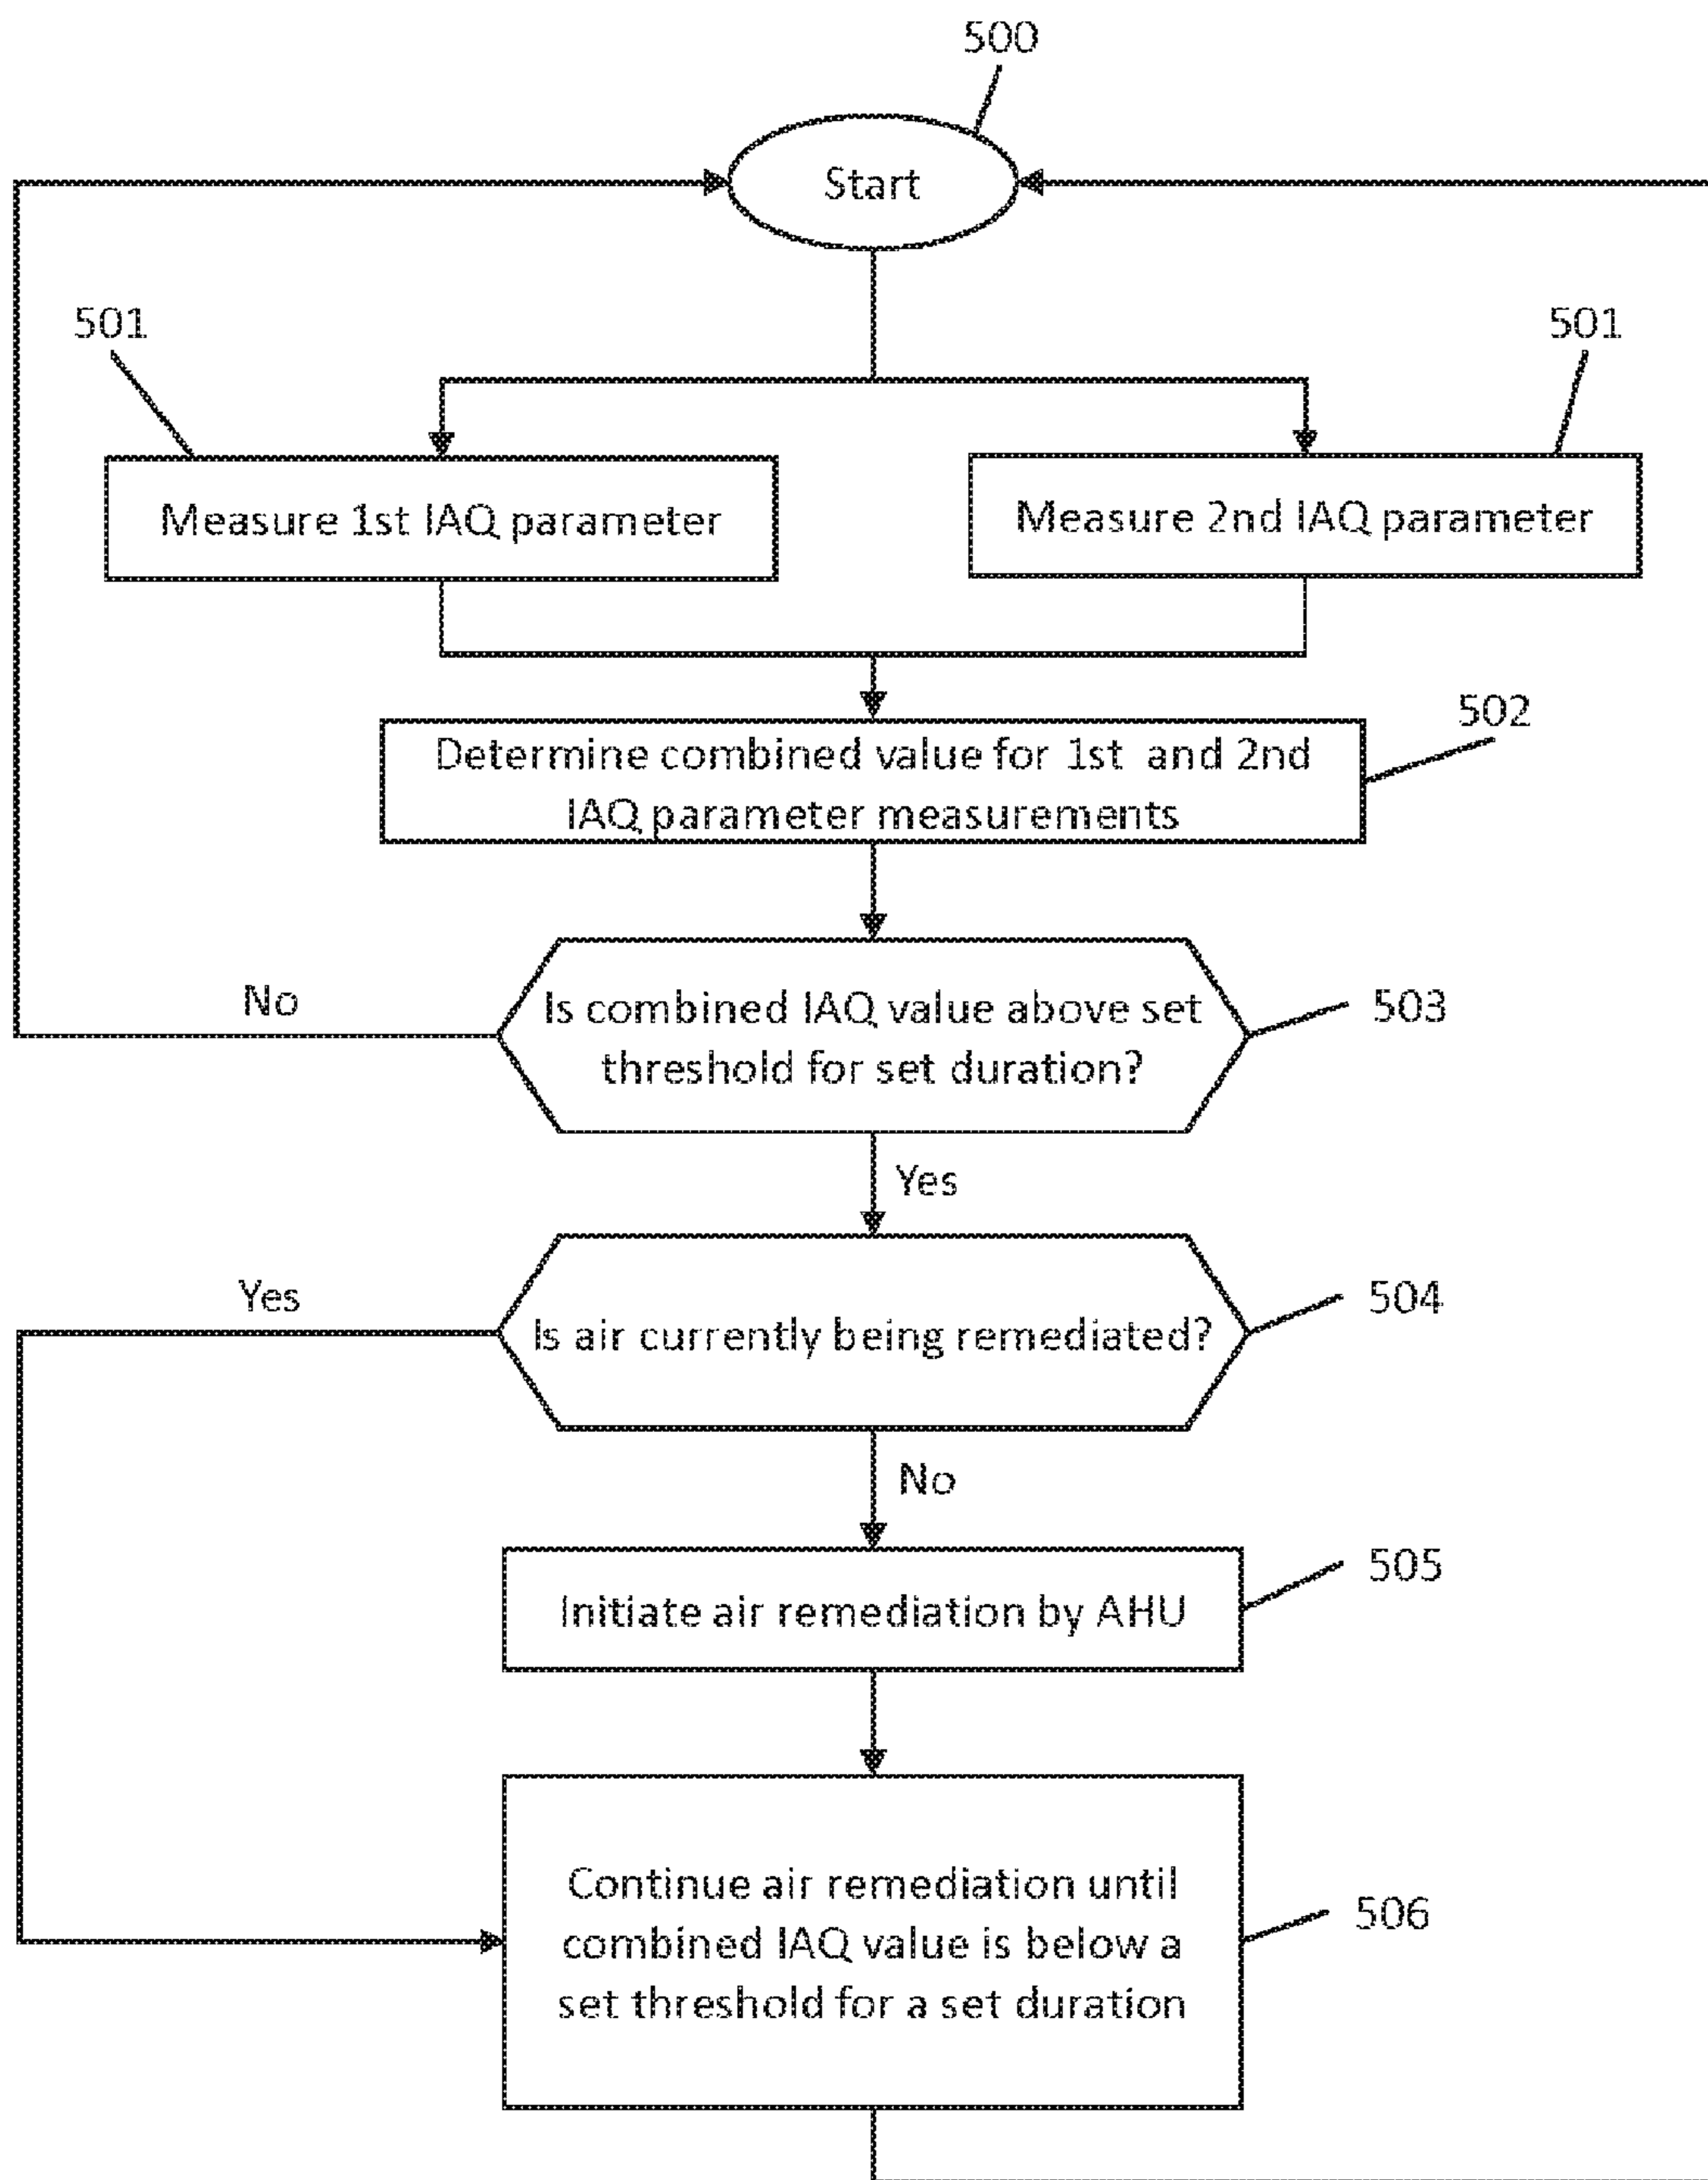 500
Start
501
501
Measure 1st IAQ parameter
Measure 2nd IAQ parameter
502
Determine combined value for 1st and 2nd
IAQ parameter measurements
No
Is combined IAQ value above set
threshold for set duration?
503
Yes
Yes
Is air currently being remediated?
504
No
Initiate air remediation by AHU
505
Continue air remediation until
combined IAQ value is below a
set threshold for a set duration
506